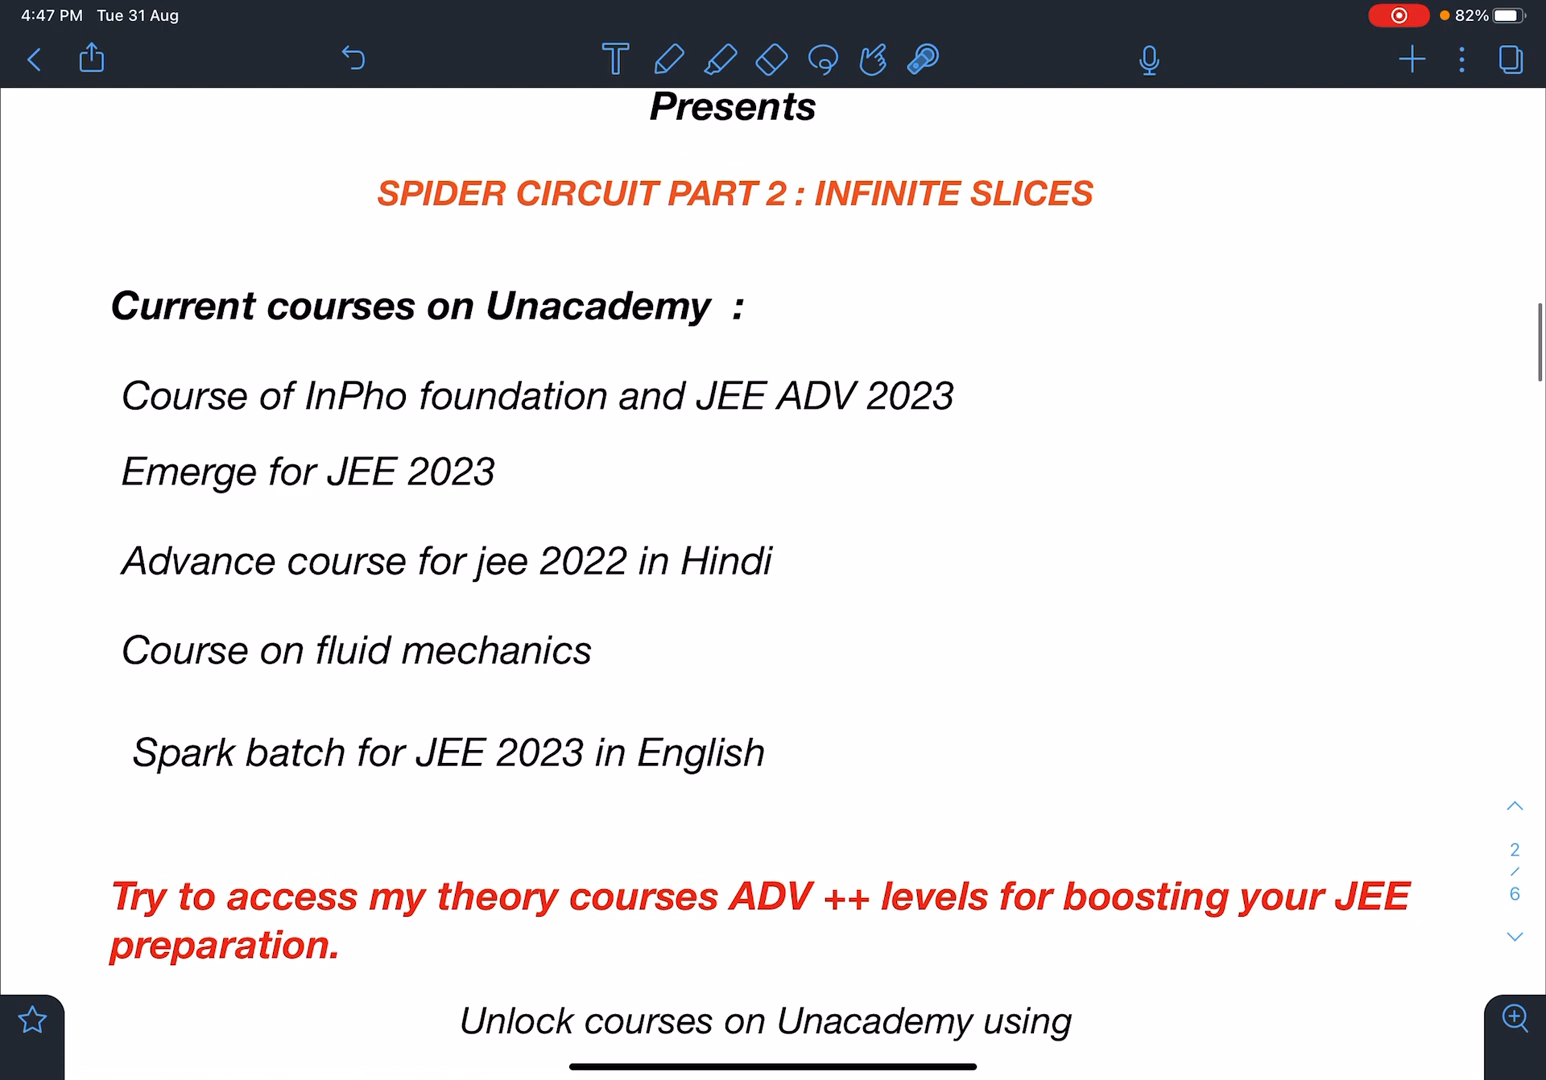 4:47 PM Tue 31 Aug
82%
Presents
SPIDER CIRCUIT PART 2 : INFINITE SLICES
Current courses on Unacademy :
Course of InPho foundation and JEE ADV 2023
Emerge for JEE 2023
Advance course for jee 2022 in Hindi
Course on fluid mechanics
Spark batch for JEE 2023 in English
2
/
6
Try to access my theory courses ADV ++ levels for boosting your JEE
preparation.
Unlock courses on Unacademy using